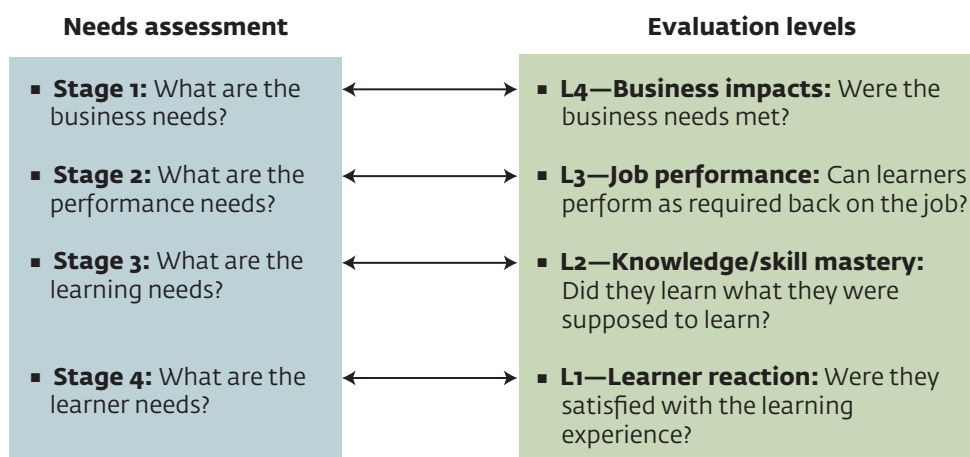 Needs assessment
■ Stage 1: What are the
business needs?
■ Stage 2: What are the
performance needs?
■ Stage 3: What are the
learning needs?
■ Stage 4: What are the
learner needs?
Evaluation levels
■ L4—Business impacts: Were the
business needs met?
■ L3—Job performance: Can learners
perform as required back on the job?
■ L2—Knowledge/skill mastery:
Did they learn what they were
supposed to learn?
■ L1—Learner reaction: Were they
satisfied with the learning
experience?